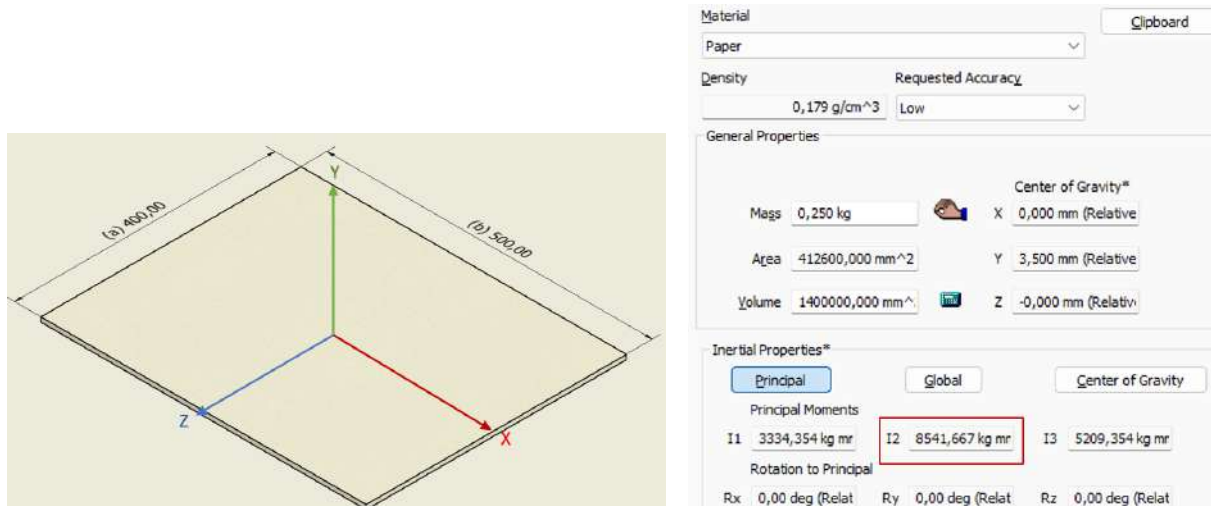 (a) 400,00
(b) 500,00
Y
Z
X
Material
Clipboard
Paper
Density
Requested Accuracy
0,179 g/cm^3
Low
General Properties
Center of Gravity*
Mass 0,250 kg X 0,000 mm (Relative
Area 412600,000 mm^2 Y 3,500 mm (Relative
Volume 1400000,000 mm^ Z -0,000 mm (Relativ
Inertial Properties*
Principal Global Center of Gravity
Principal Moments
I1 3334,354 kg mr I2 8541,667 kg mr I3 5209,354 kg mr
Rotation to Principal
Rx 0,00 deg (Relat Ry 0,00 deg (Relat Rz 0,00 deg (Relat